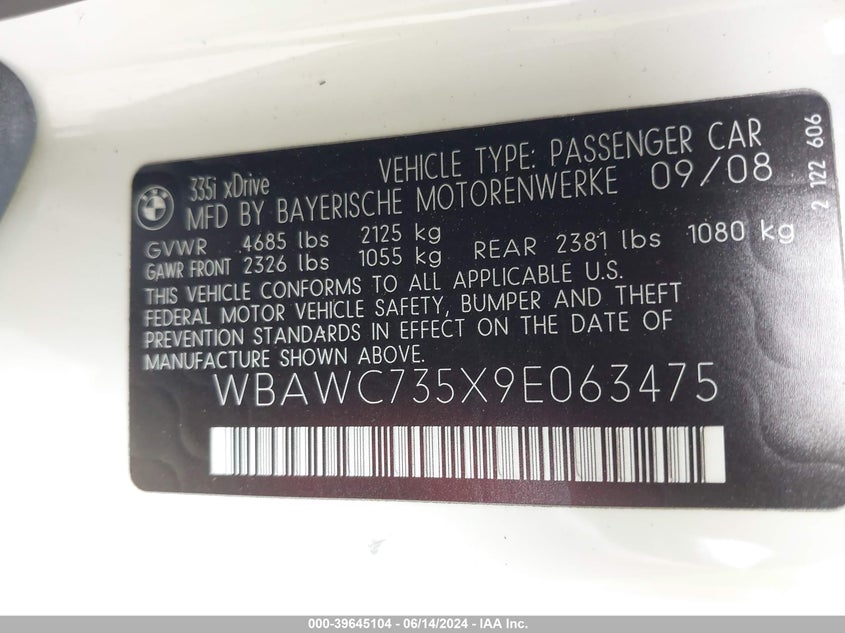 335i xDrive VEHICLE TYPE: PASSENGER CAR
MFD BY BAYERISCHE MOTORENWERKE 09/08
GVWR 4685 lbs 2125 kg
GAWR FRONT 2326 lbs 1055 kg REAR 2381 lbs 1080 kg
THIS VEHICLE CONFORMS TO ALL APPLICABLE U.S.
FEDERAL MOTOR VEHICLE SAFETY, BUMPER AND THEFT
PREVENTION STANDARDS IN EFFECT ON THE DATE OF
MANUFACTURE SHOWN ABOVE.
WBAWC735X9E063475
2 122 606
000-39645104 - 06/14/2024 - IAA Inc.